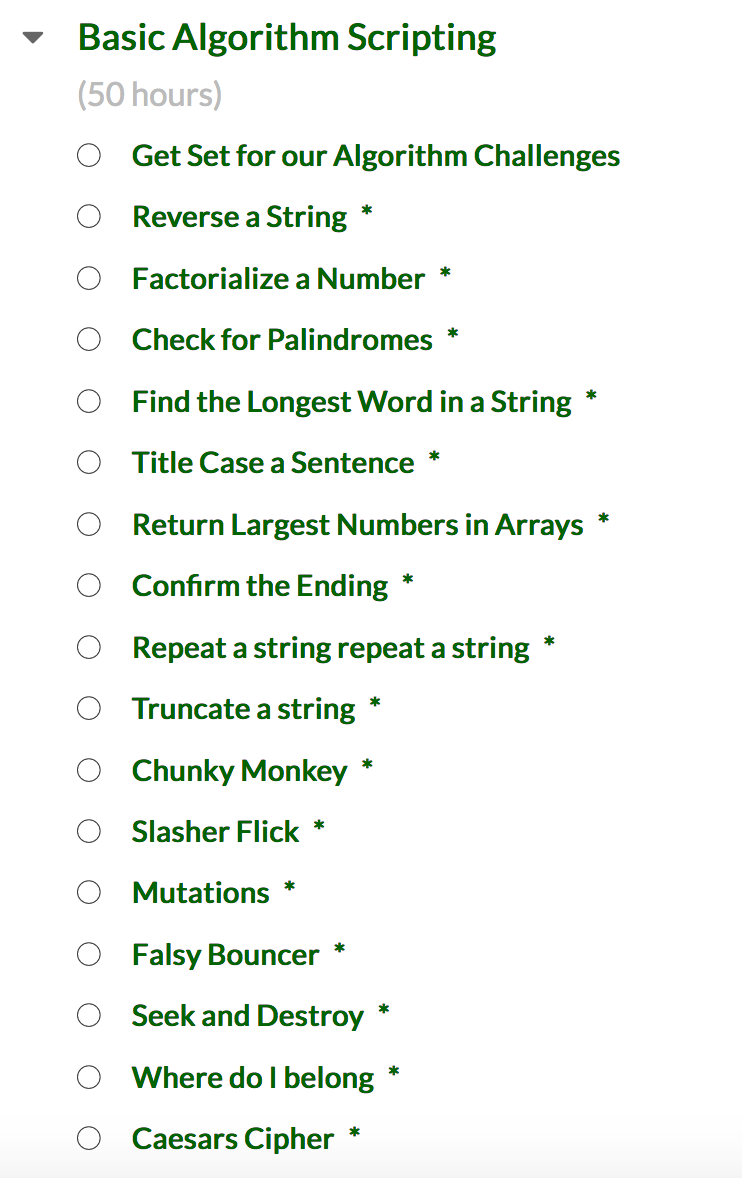 Basic Algorithm Scripting
(50 hours)
Get Set for our Algorithm Challenges
Reverse a String *
Factorialize a Number *
Check for Palindromes *
Find the Longest Word in a String *
Title Case a Sentence *
Return Largest Numbers in Arrays *
Confirm the Ending *
Repeat a string repeat a string *
Truncate a string *
Chunky Monkey *
Slasher Flick *
Mutations *
Falsy Bouncer *
Seek and Destroy *
Where do I belong *
Caesars Cipher *